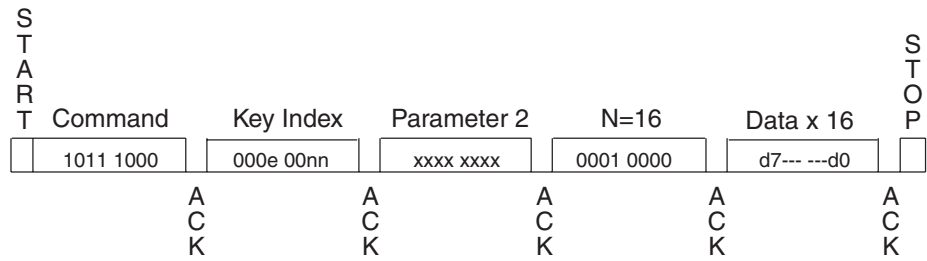 START
STOP
Command Key Index Parameter 2 N=16 Data x 16
1011 1000 000e 00nn xxxx xxxx 0001 0000 d7--- ---d0
ACK ACK ACK ACK ACK